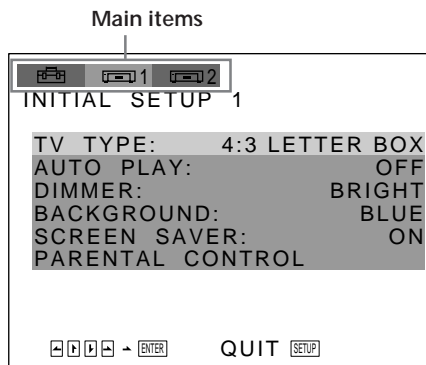 Main items
1 2
INITIAL SETUP 1
TV TYPE: 4:3 LETTER BOX
AUTO PLAY: OFF
DIMMER: BRIGHT
BACKGROUND: BLUE
SCREEN SAVER: ON
PARENTAL CONTROL
ENTER QUIT SETUP